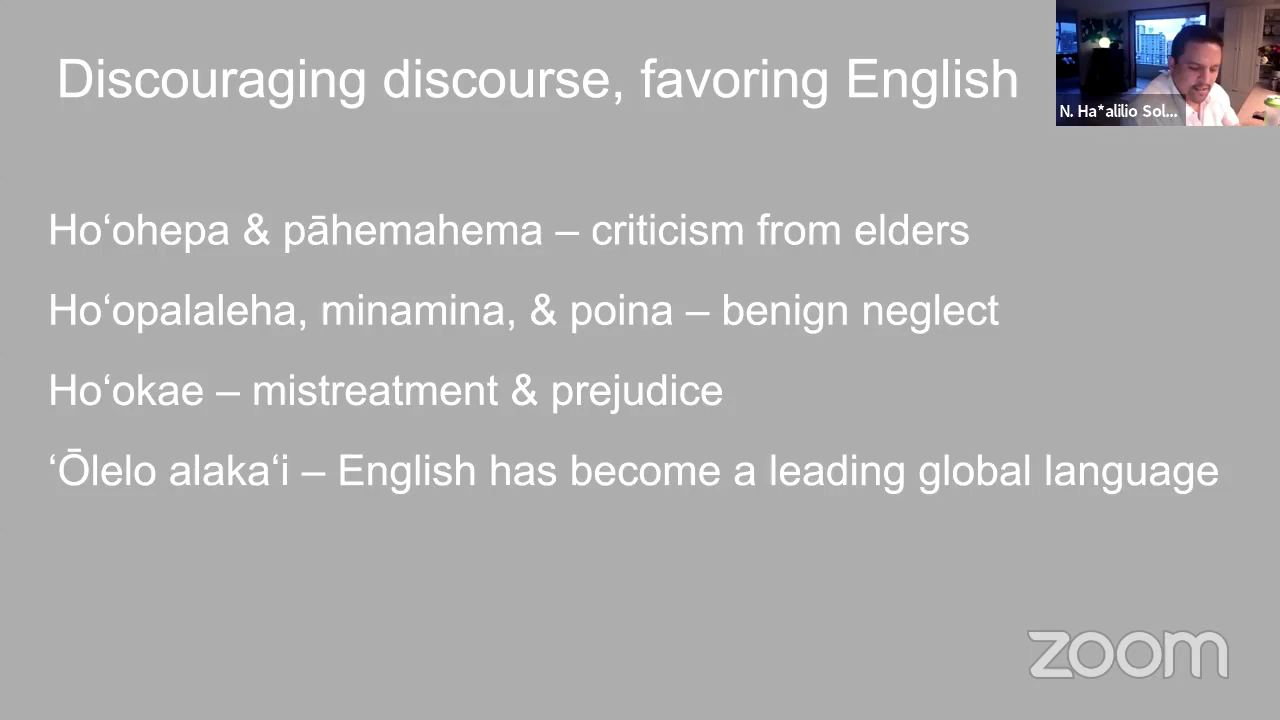 Discouraging discourse, favoring English
N. Ha*alilio Sol...
Hoʻohepa & pāhemahema – criticism from elders
Hoʻopalaleha, minamina, & poina – benign neglect
Hoʻokae – mistreatment & prejudice
ʻŌlelo alakaʻi – English has become a leading global language
zoom